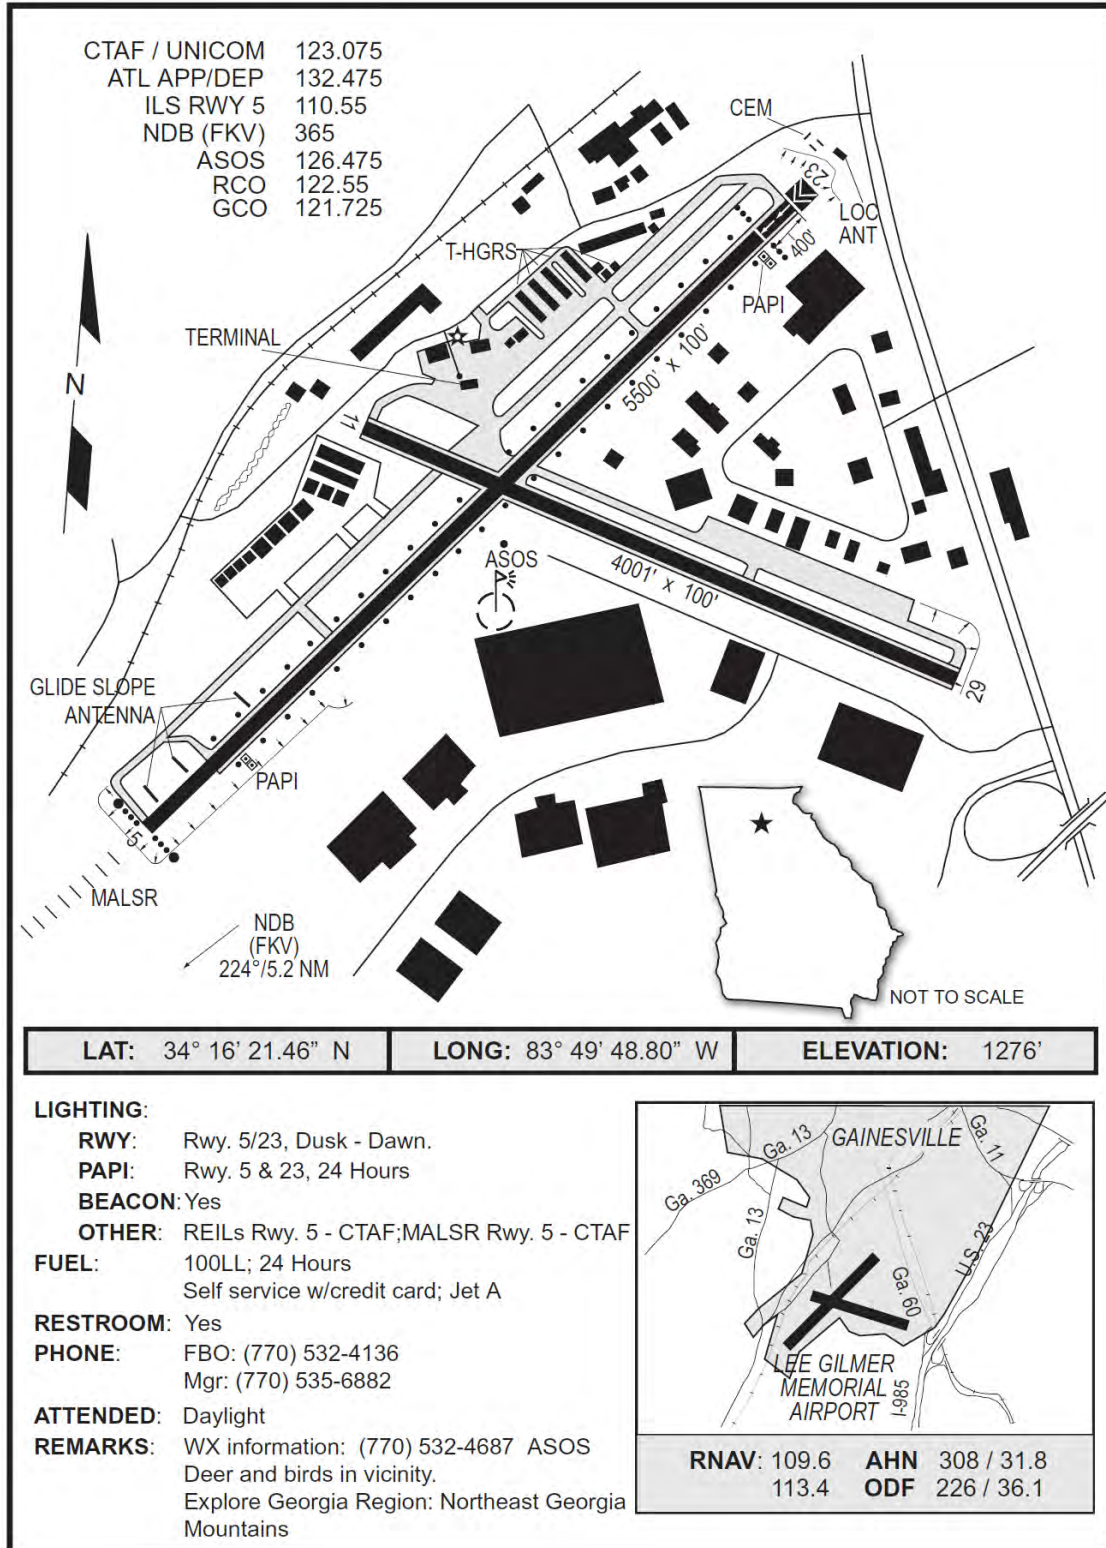 CTAF / UNICOM 123.075
ATL APP/DEP 132.475
ILS RWY 5 110.55
NDB (FKV) 365
ASOS 126.475
RCO 122.55
GCO 121.725
CEM
23
LOC
ANT
400'
PAPI
T-HGRS
TERMINAL
N
11
5500' x 100'
ASOS
4001' x 100'
29
GLIDE SLOPE
ANTENNA
PAPI
5
MALSR
NDB
(FKV)
224°/5.2 NM
NOT TO SCALE
LAT: 34° 16' 21.46” N LONG: 83° 49' 48.80” W ELEVATION: 1276'
LIGHTING:
RWY: Rwy. 5/23, Dusk - Dawn.
PAPI: Rwy. 5 & 23, 24 Hours
BEACON: Yes
OTHER: REILs Rwy. 5 - CTAF;MALSR Rwy. 5 - CTAF
FUEL: 100LL; 24 Hours
Self service w/credit card; Jet A
RESTROOM: Yes
PHONE: FBO: (770) 532-4136
Mgr: (770) 535-6882
ATTENDED: Daylight
REMARKS: WX information: (770) 532-4687 ASOS
Deer and birds in vicinity.
Explore Georgia Region: Northeast Georgia
Mountains
Ga. 13
GAINESVILLE
Ga. 11
Ga. 369
Ga. 13
U.S. 23
Ga. 60
LEE GILMER
MEMORIAL
AIRPORT
I-985
RNAV: 109.6 AHN 308 / 31.8
113.4 ODF 226 / 36.1